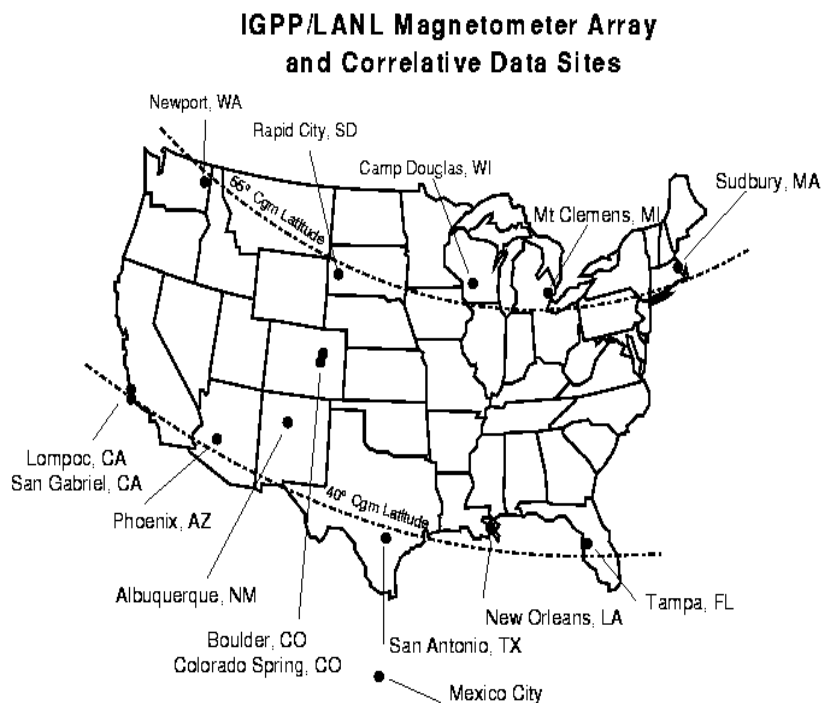 IGPP/LANL Magnetometer Array
and Correlative Data Sites
Newport, WA
Rapid City, SD
Camp Douglas, WI
Sudbury, MA
Mt Clemens, MI
55° Cgm Latitude
Lompoc, CA
San Gabriel, CA
Phoenix, AZ
40° Cgm Latitude
Albuquerque, NM
Tampa, FL
New Orleans, LA
Boulder, CO
Colorado Spring, CO
San Antonio, TX
Mexico City